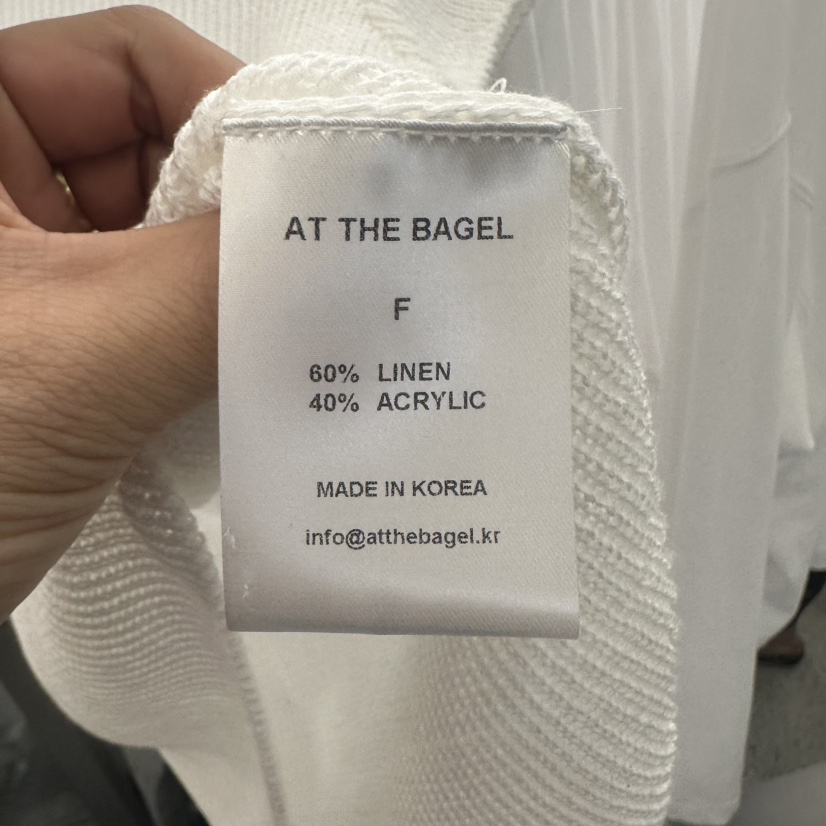 AT THE BAGEL
F
60% LINEN
40% ACRYLIC
MADE IN KOREA
info@atthebagel.kr